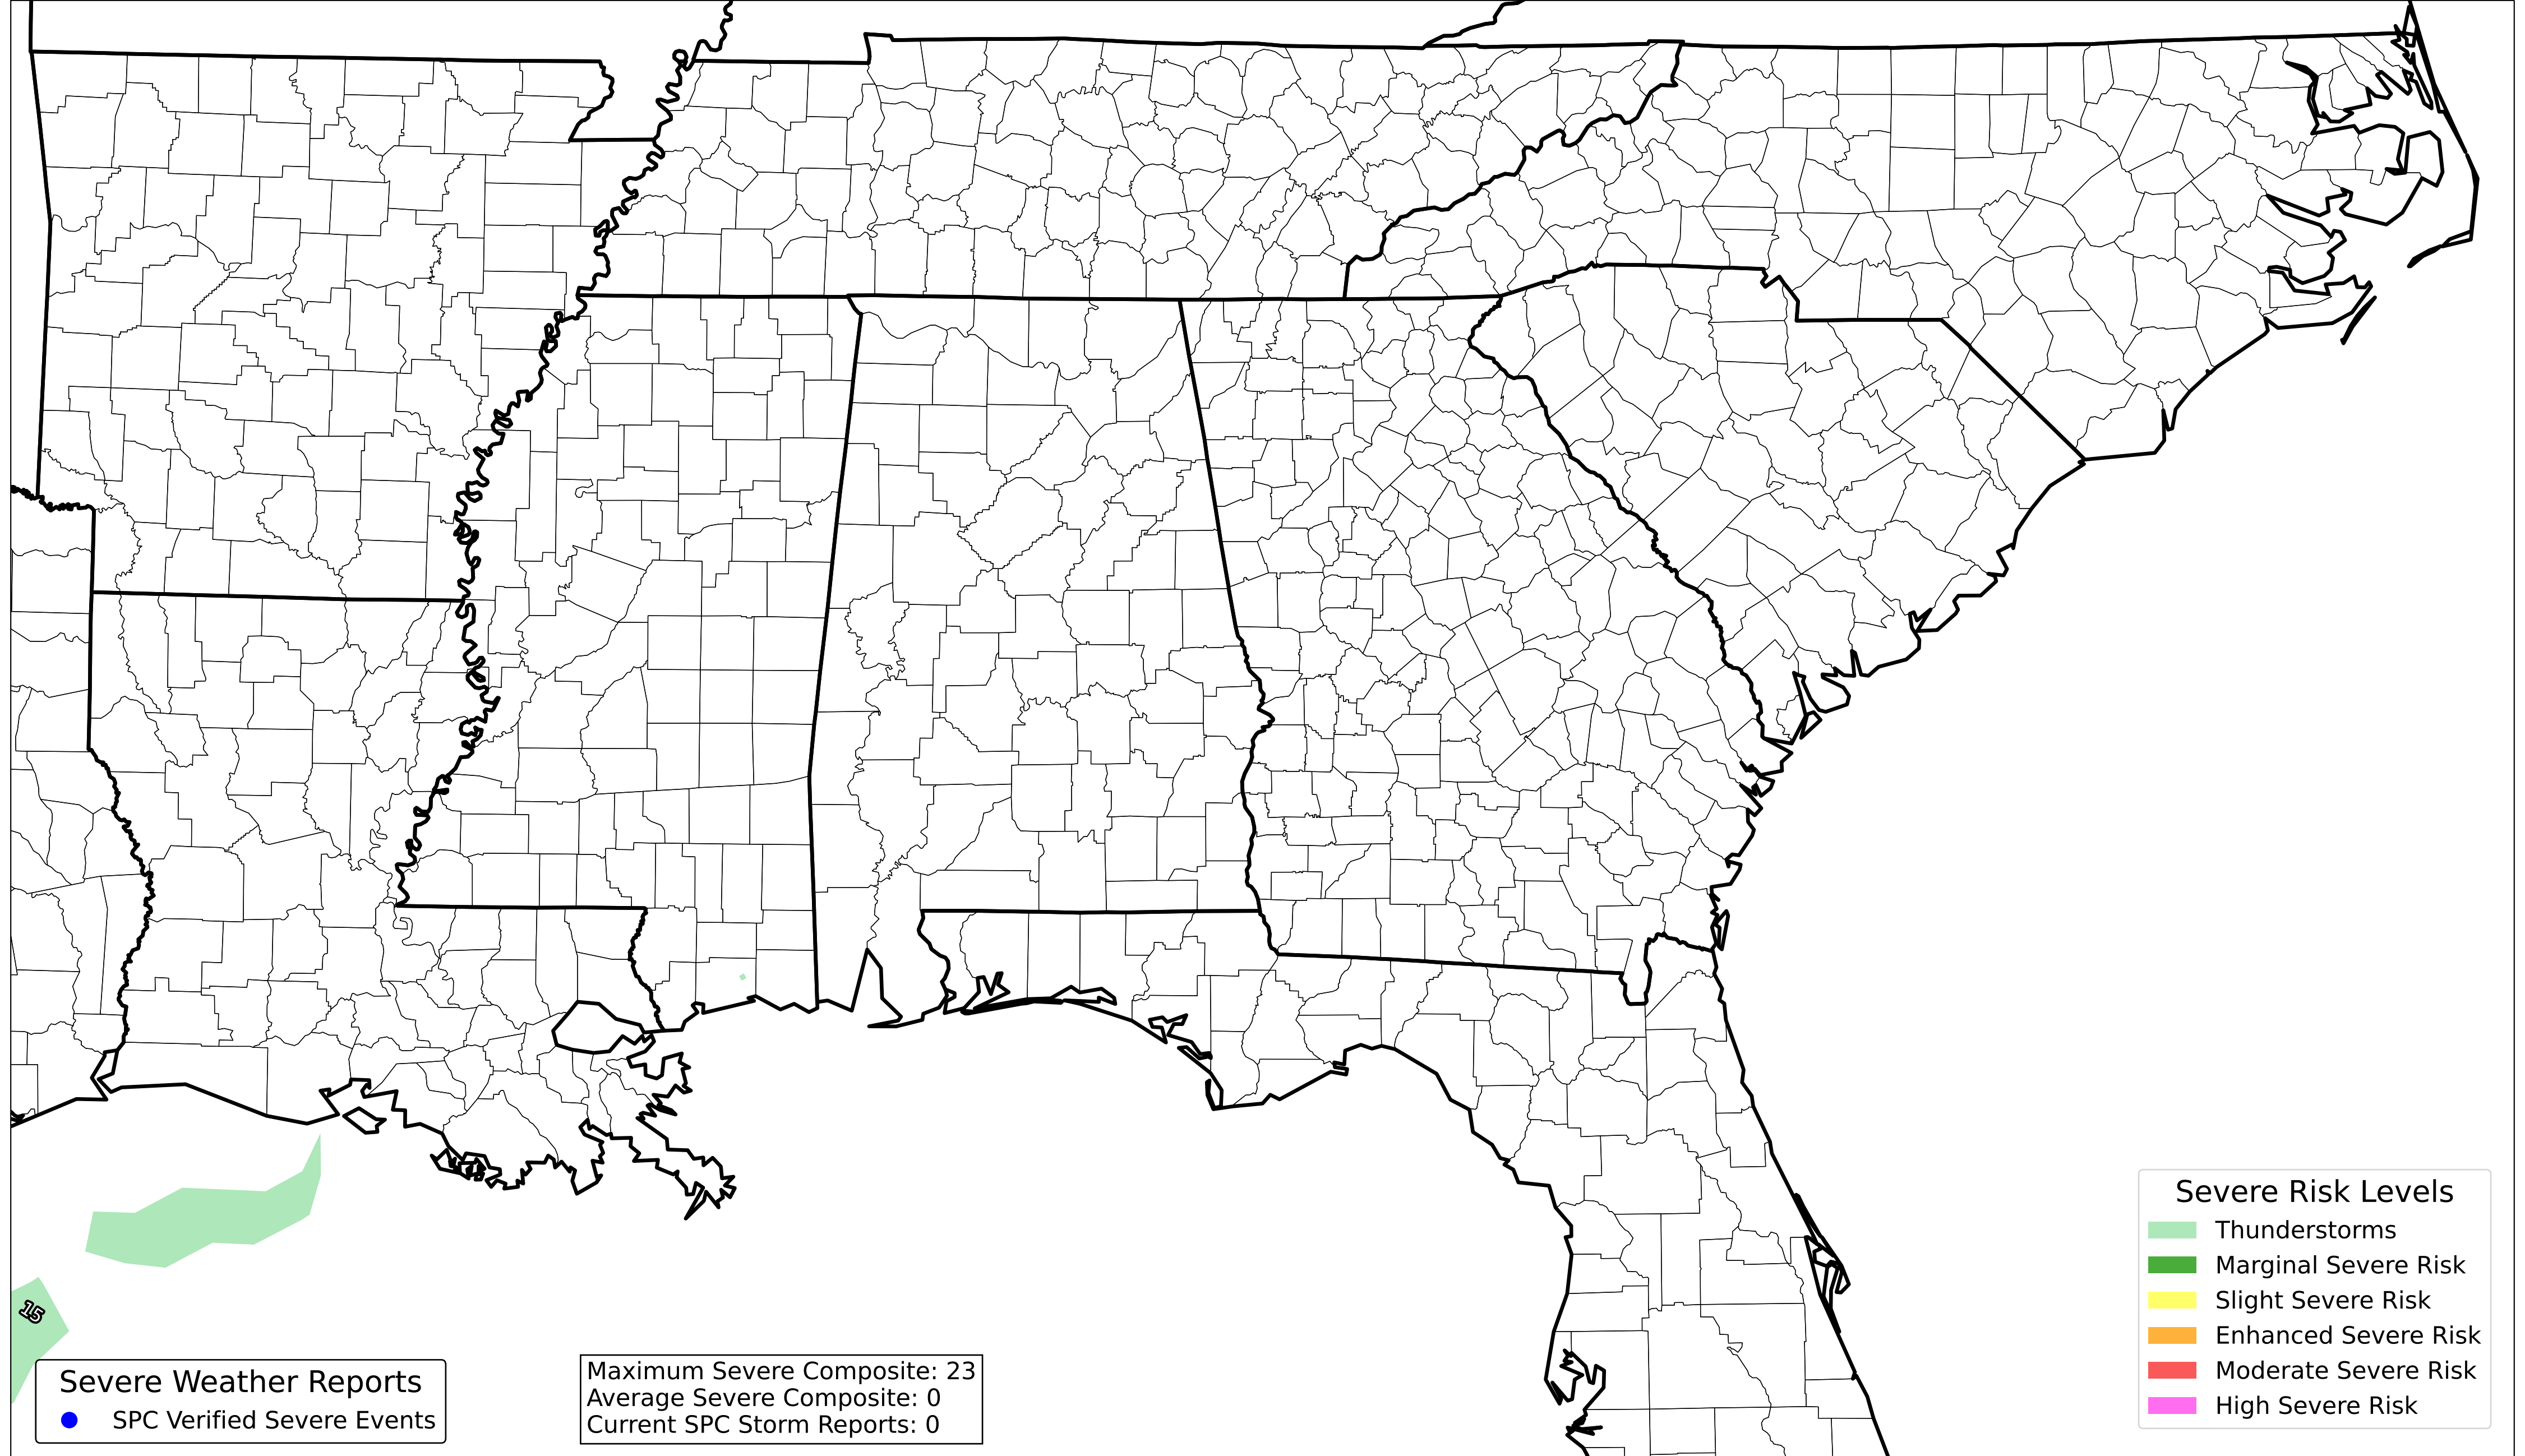 15
Severe Weather Reports
SPC Verified Severe Events
Maximum Severe Composite: 23
Average Severe Composite: 0
Current SPC Storm Reports: 0
Severe Risk Levels
Thunderstorms
Marginal Severe Risk
Slight Severe Risk
Enhanced Severe Risk
Moderate Severe Risk
High Severe Risk